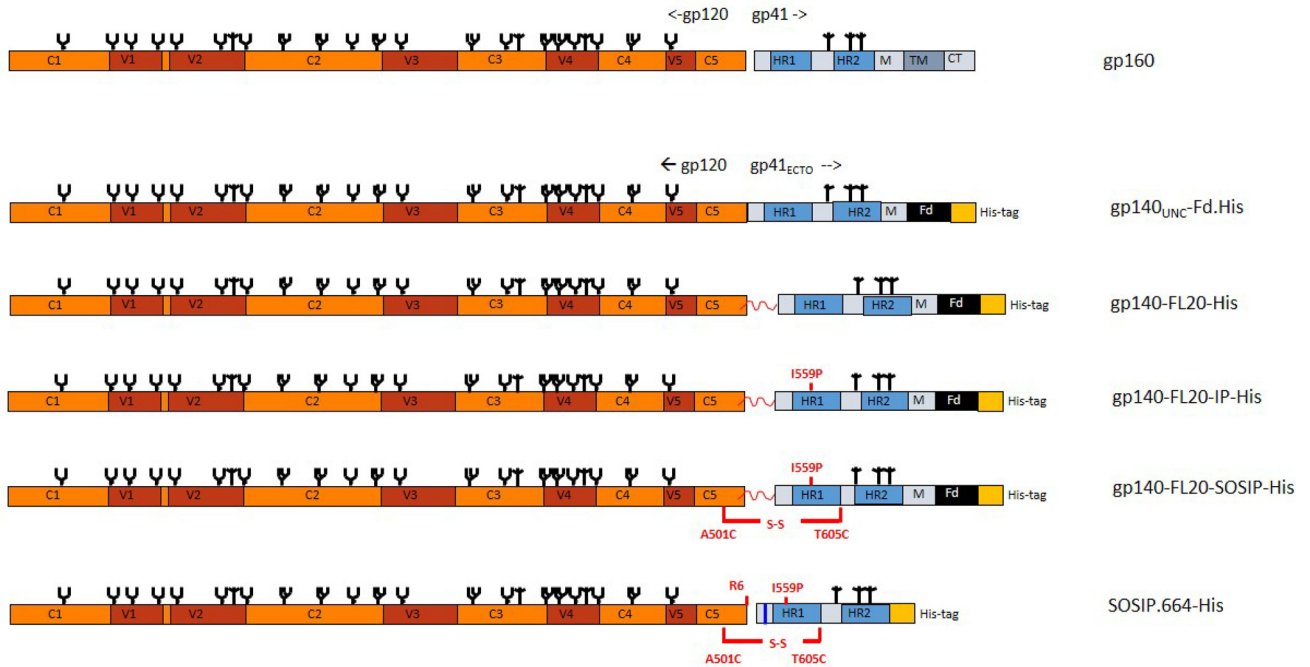 <-gp120 gp41 ->
C1 V1 V2 C2 V3 C3 V4 C4 V5 C5 HR1 HR2 M TM CT gp160
← gp120 gp41ECTO -->
C1 V1 V2 C2 V3 C3 V4 C4 V5 C5 HR1 HR2 M Fd His-tag gp140UNC-Fd.His
C1 V1 V2 C2 V3 C3 V4 C4 V5 C5 HR1 HR2 M Fd His-tag gp140-FL20-His
I559P
C1 V1 V2 C2 V3 C3 V4 C4 V5 C5 HR1 HR2 M Fd His-tag gp140-FL20-IP-His
I559P
C1 V1 V2 C2 V3 C3 V4 C4 V5 C5 HR1 HR2 M Fd His-tag gp140-FL20-SOSIP-His
S-S
A501C T605C
R6 I559P
C1 V1 V2 C2 V3 C3 V4 C4 V5 C5 HR1 HR2 His-tag SOSIP.664-His
S-S
A501C T605C